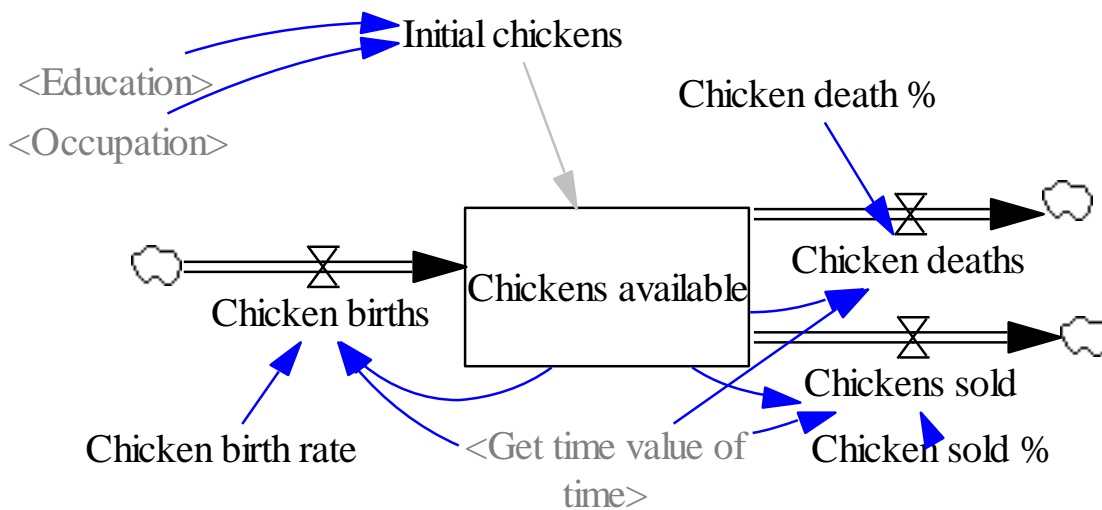 Initial chickens
<Education>
<Occupation>
Chicken death %
Chicken deaths
Chickens available
Chicken births
Chickens sold
Chicken birth rate
<Get time value of
time>
Chicken sold %